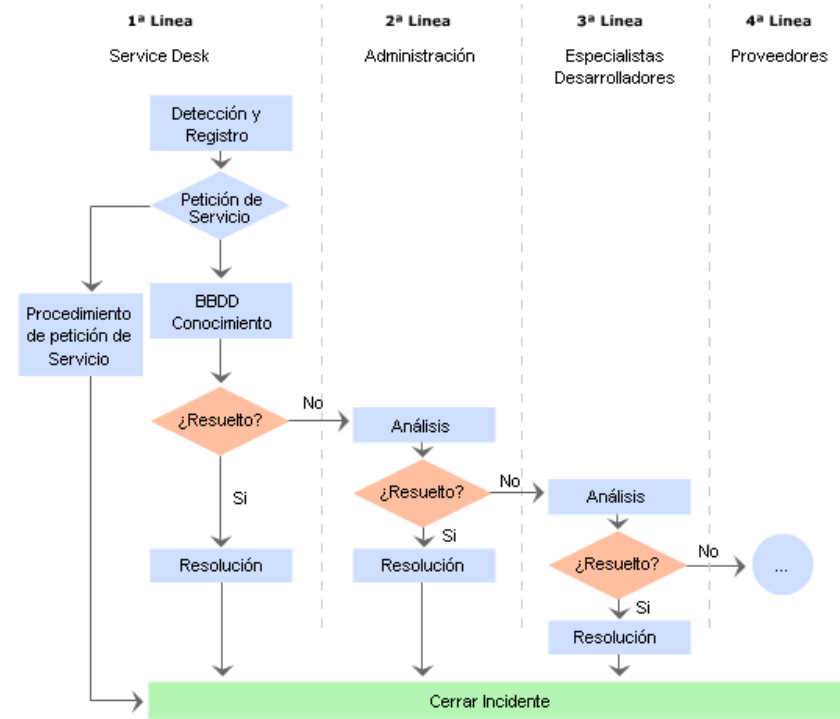 1ª Linea
2ª Linea
3ª Linea
4ª Linea
Service Desk
Administración
Especialistas
Desarrolladores
Proveedores
Detección y
Registro
Petición de
Servicio
Procedimiento
de petición de
Servicio
BBDD
Conocimiento
¿Resuelto?
No
Si
Resolución
Análisis
¿Resuelto?
No
Si
Resolución
Análisis
¿Resuelto?
No
Si
Resolución
...
Cerrar Incidente